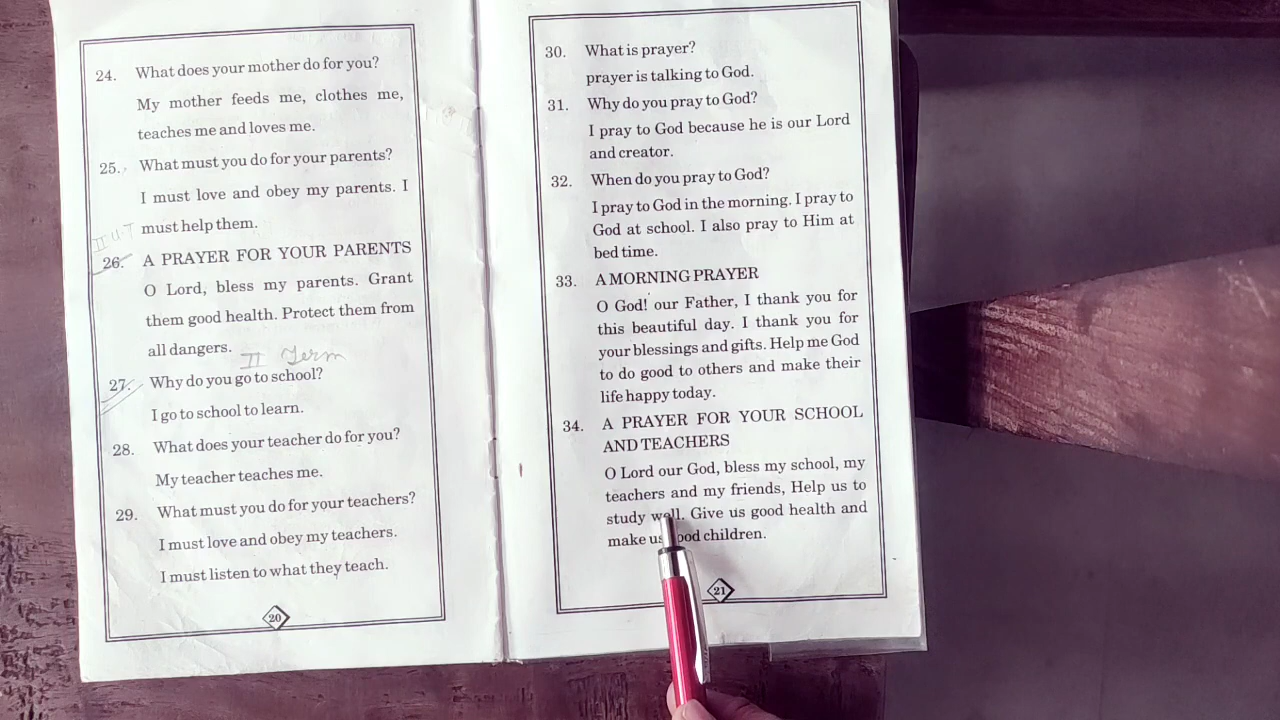 24. What does your mother do for you?
My mother feeds me, clothes me,
teaches me and loves me.
25. What must you do for your parents?
I must love and obey my parents. I
must help them.
II U.T
26. A PRAYER FOR YOUR PARENTS
O Lord, bless my parents. Grant
them good health. Protect them from
all dangers.
II Term
27. Why do you go to school?
I go to school to learn.
28. What does your teacher do for you?
My teacher teaches me.
29. What must you do for your teachers?
I must love and obey my teachers.
I must listen to what they teach.
20
30. What is prayer?
prayer is talking to God.
31. Why do you pray to God?
I pray to God because he is our Lord
and creator.
32. When do you pray to God?
I pray to God in the morning. I pray to
God at school. I also pray to Him at
bed time.
33. A MORNING PRAYER
O God! our Father, I thank you for
this beautiful day. I thank you for
your blessings and gifts. Help me God
to do good to others and make their
life happy today.
34. A PRAYER FOR YOUR SCHOOL
AND TEACHERS
O Lord our God, bless my school, my
teachers and my friends, Help us to
study well. Give us good health and
make us good children.
21